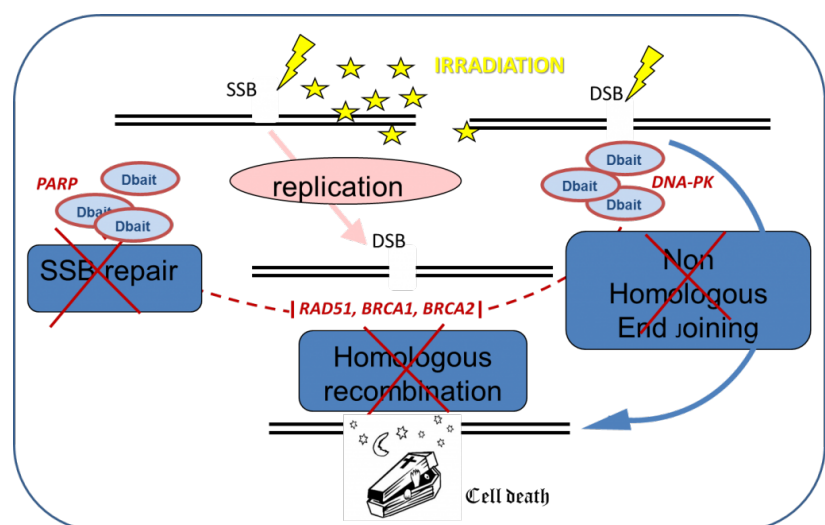 IRRADIATION
SSB
DSB
PARP
Dbait
Dbait
Dbait
replication
Dbait
Dbait
Dbait
DNA-PK
DSB
SSB repair
Non
Homologous
End Joining
RAD51, BRCA1, BRCA2
Homologous
recombination
Cell death